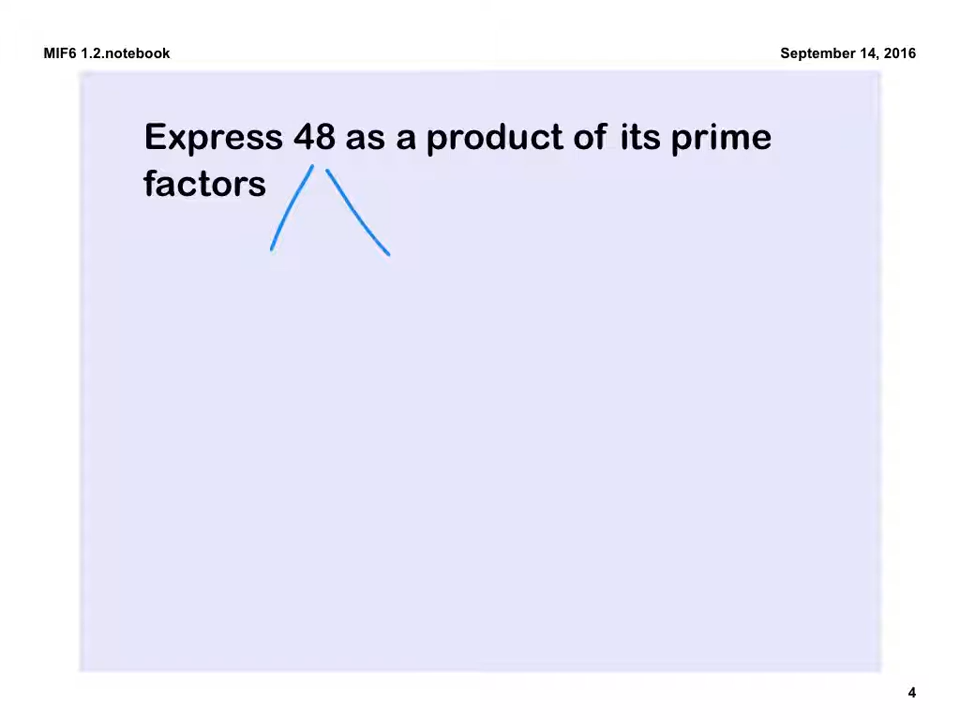 MIF6 1.2.notebook
September 14, 2016
Express 48 as a product of its prime
factors
4